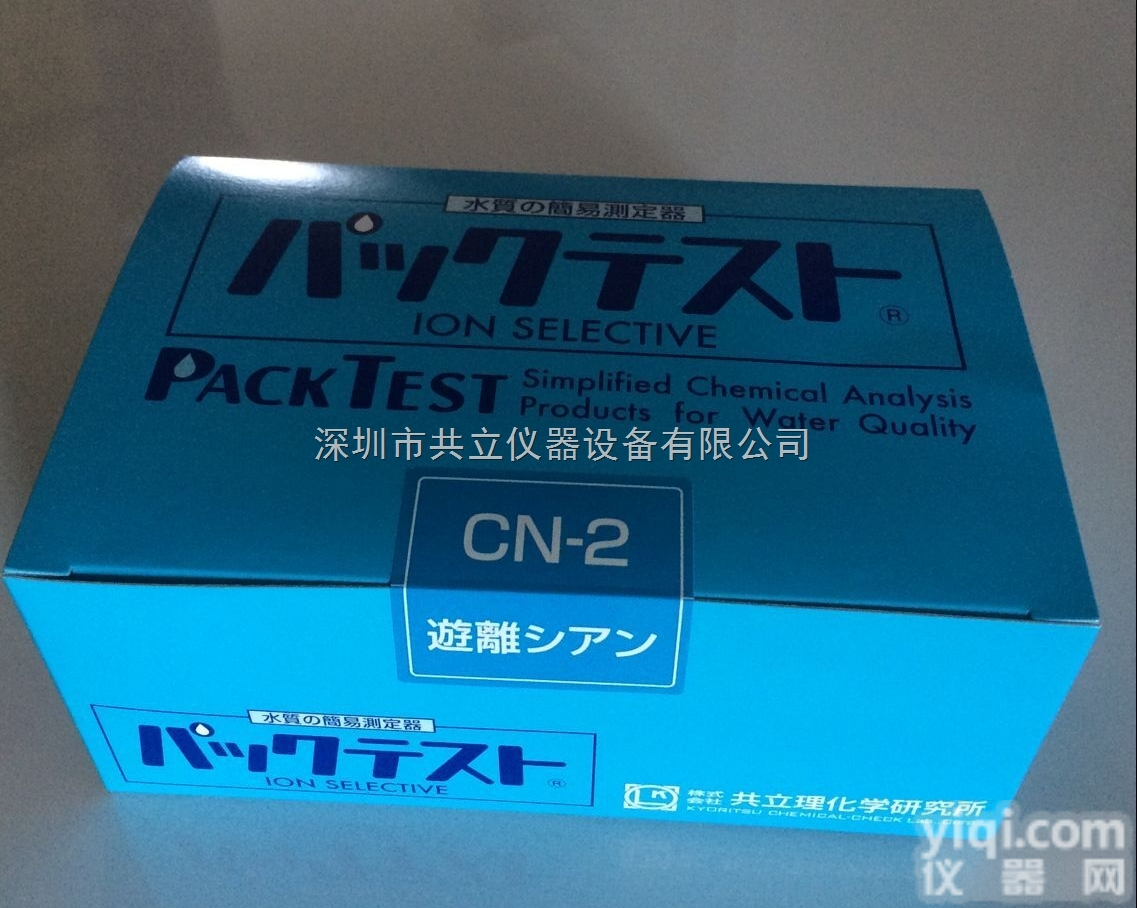 水質の簡易測定器
パックテスト®
ION SELECTIVE
PACKTEST
Simplified Chemical Analysis
Products for Water Quality
深圳市共立仪器设备有限公司
CN-2
遊離シアン
水質の簡易測定器
パックテスト®
ION SELECTIVE
株式会社 共立理化学研究所
KYORITSU CHEMICAL-CHECK Lab.
yiqi.com
仪器网